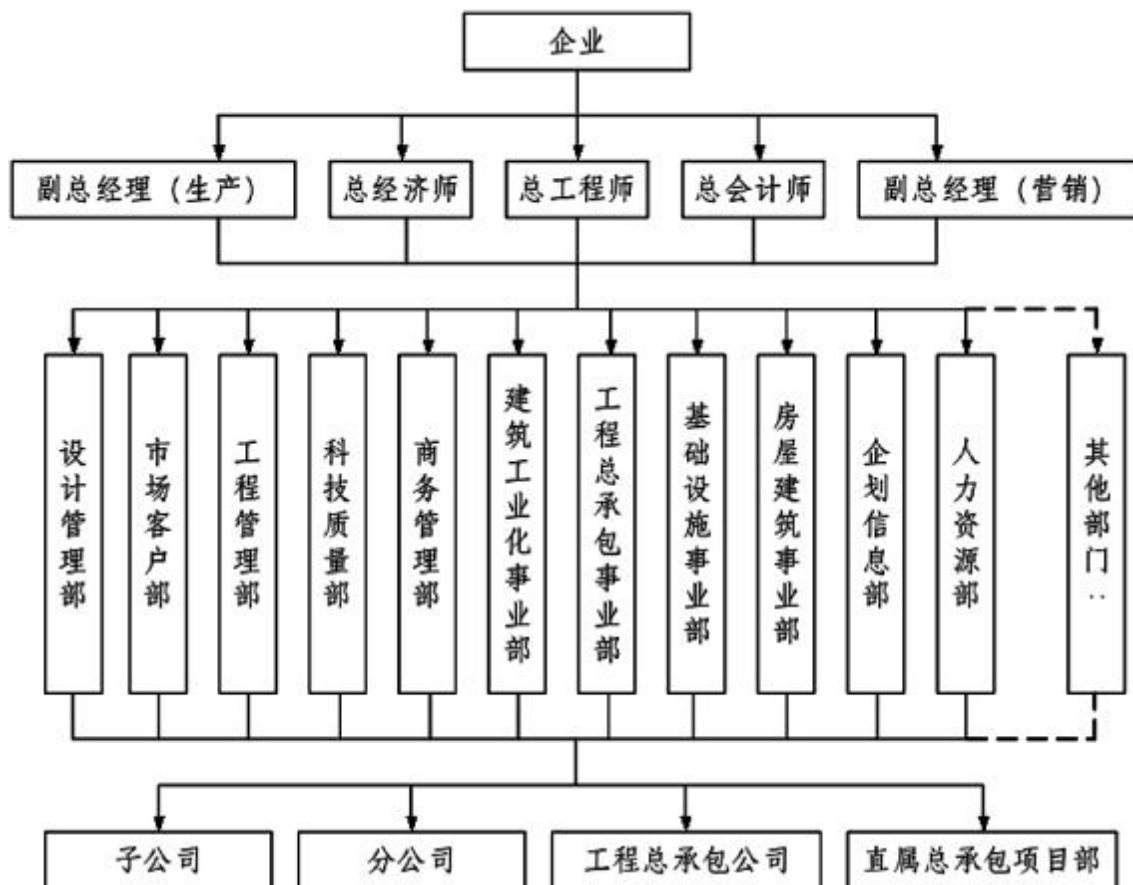 企业
副总经理（生产）
总经济师
总工程师
总会计师
副总经理（营销）
设计管理部
市场客户部
工程管理部
科技质量部
商务管理部
建筑工业化事业部
工程总承包事业部
基础设施事业部
房屋建筑事业部
企划信息部
人力资源部
其他部门..
子公司
分公司
工程总承包公司
直属总承包项目部